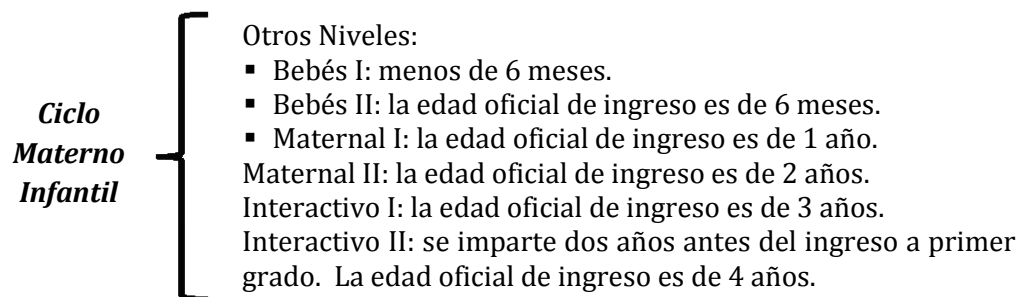 Ciclo
Materno
Infantil
Otros Niveles:
▪ Bebés I: menos de 6 meses.
▪ Bebés II: la edad oficial de ingreso es de 6 meses.
▪ Maternal I: la edad oficial de ingreso es de 1 año.
Maternal II: la edad oficial de ingreso es de 2 años.
Interactivo I: la edad oficial de ingreso es de 3 años.
Interactivo II: se imparte dos años antes del ingreso a primer
grado. La edad oficial de ingreso es de 4 años.